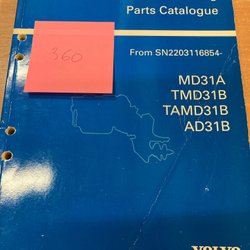 Parts Catalogue
From SN2203116854-
360
MD31A
TMD31B
TAMD31B
AD31B
VOLVO